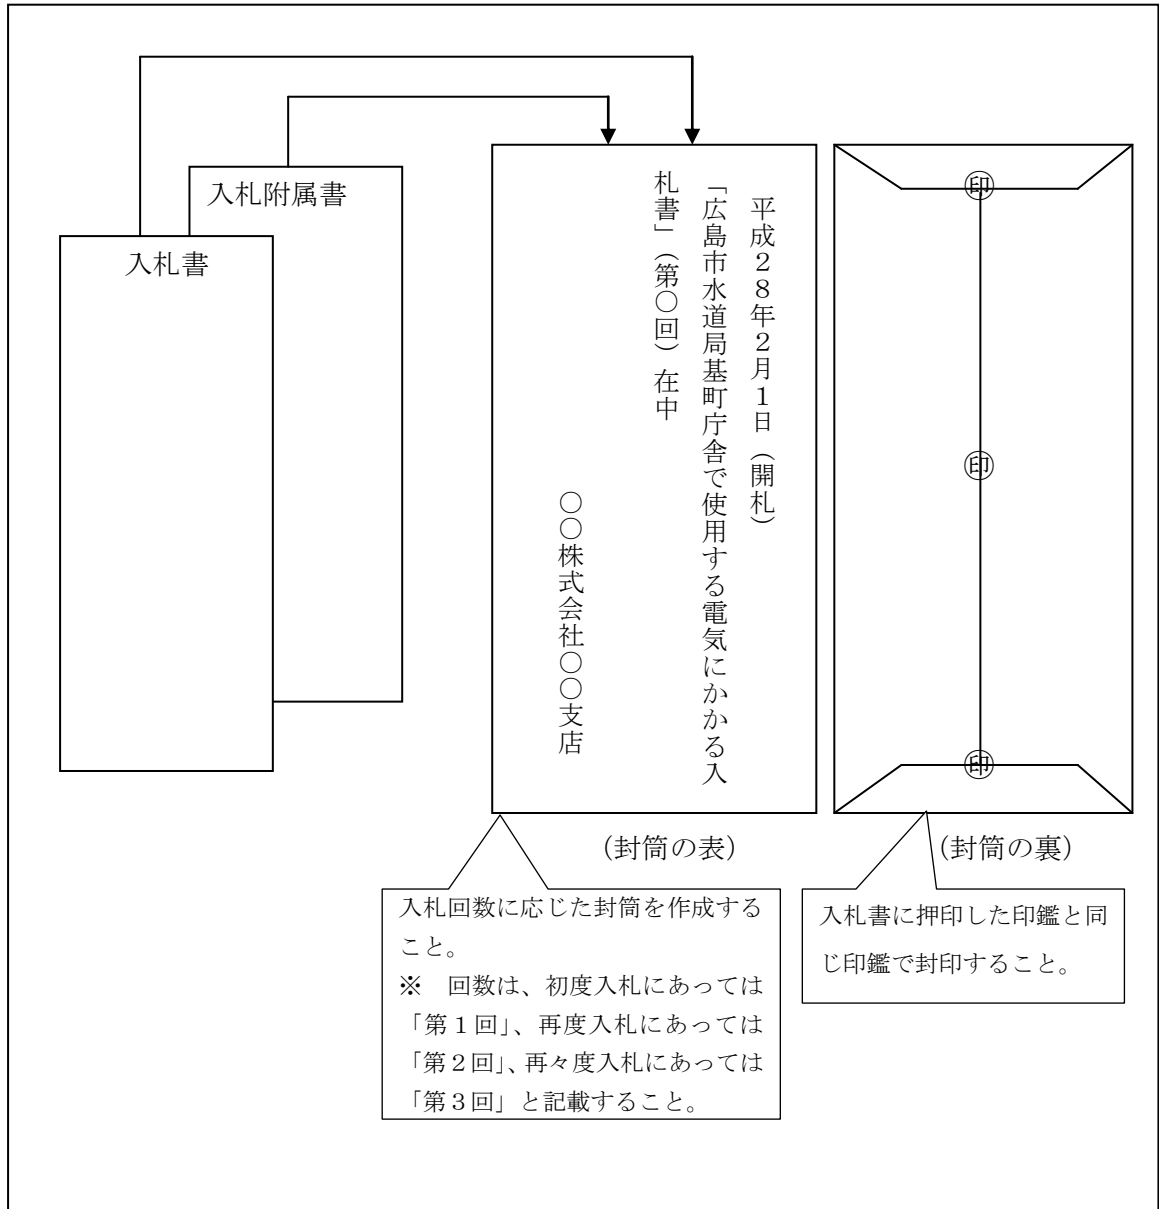 入札附属書
入札書
平成２８年２月１日（開札）
「広島市水道局基町庁舎で使用する電気にかかる入
札書」（第〇回）在中
○○株式会社○○支店
㊞
㊞
㊞
（封筒の表）
（封筒の裏）
入札回数に応じた封筒を作成する
こと。
※　回数は、初度入札にあっては
「第１回」、再度入札にあっては
「第２回」、再々度入札にあっては
「第３回」と記載すること。
入札書に押印した印鑑と同
じ印鑑で封印すること。